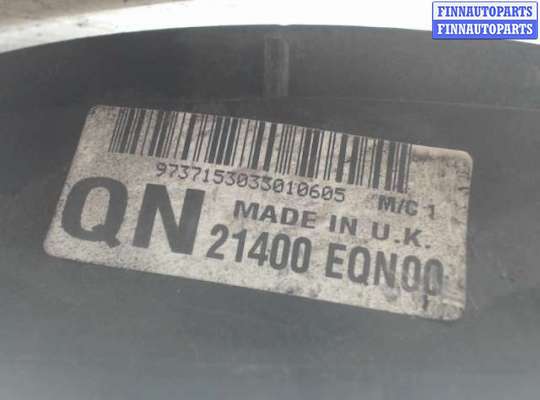 FINNAUTOPARTS
FINNAUTOPARTS
9737153033010605
M/C 1
QN
MADE IN U.K.
21400 EQN00